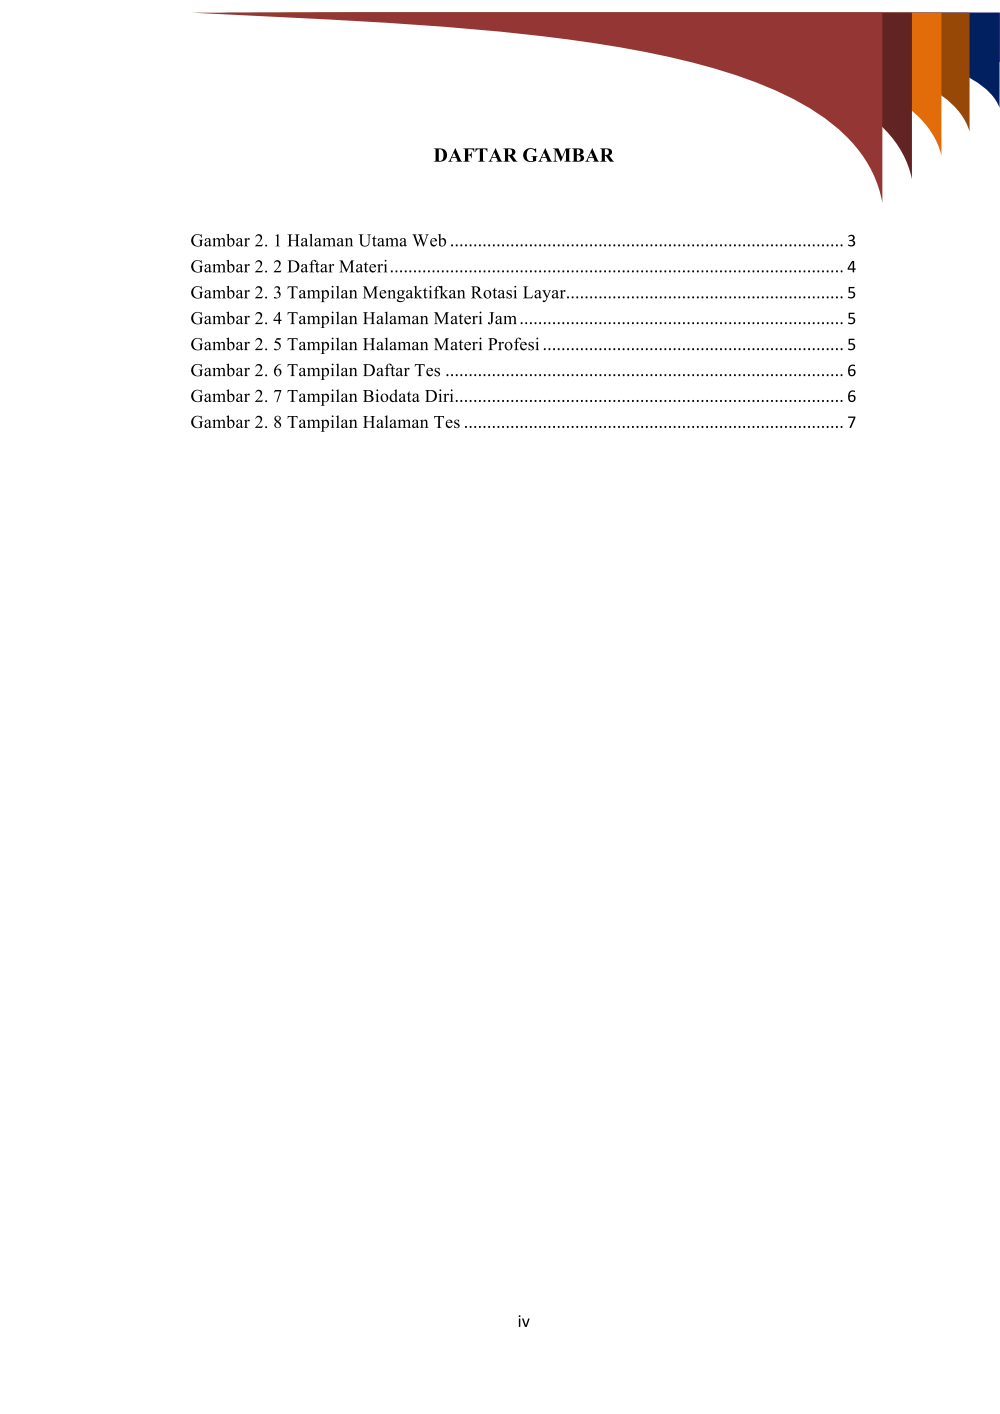 DAFTAR GAMBAR
Gambar 2. 1 Halaman Utama Web ..................................................................................... 3
Gambar 2. 2 Daftar Materi .................................................................................................. 4
Gambar 2. 3 Tampilan Mengaktifkan Rotasi Layar............................................................ 5
Gambar 2. 4 Tampilan Halaman Materi Jam ...................................................................... 5
Gambar 2. 5 Tampilan Halaman Materi Profesi ................................................................. 5
Gambar 2. 6 Tampilan Daftar Tes ...................................................................................... 6
Gambar 2. 7 Tampilan Biodata Diri.................................................................................... 6
Gambar 2. 8 Tampilan Halaman Tes .................................................................................. 7
iv